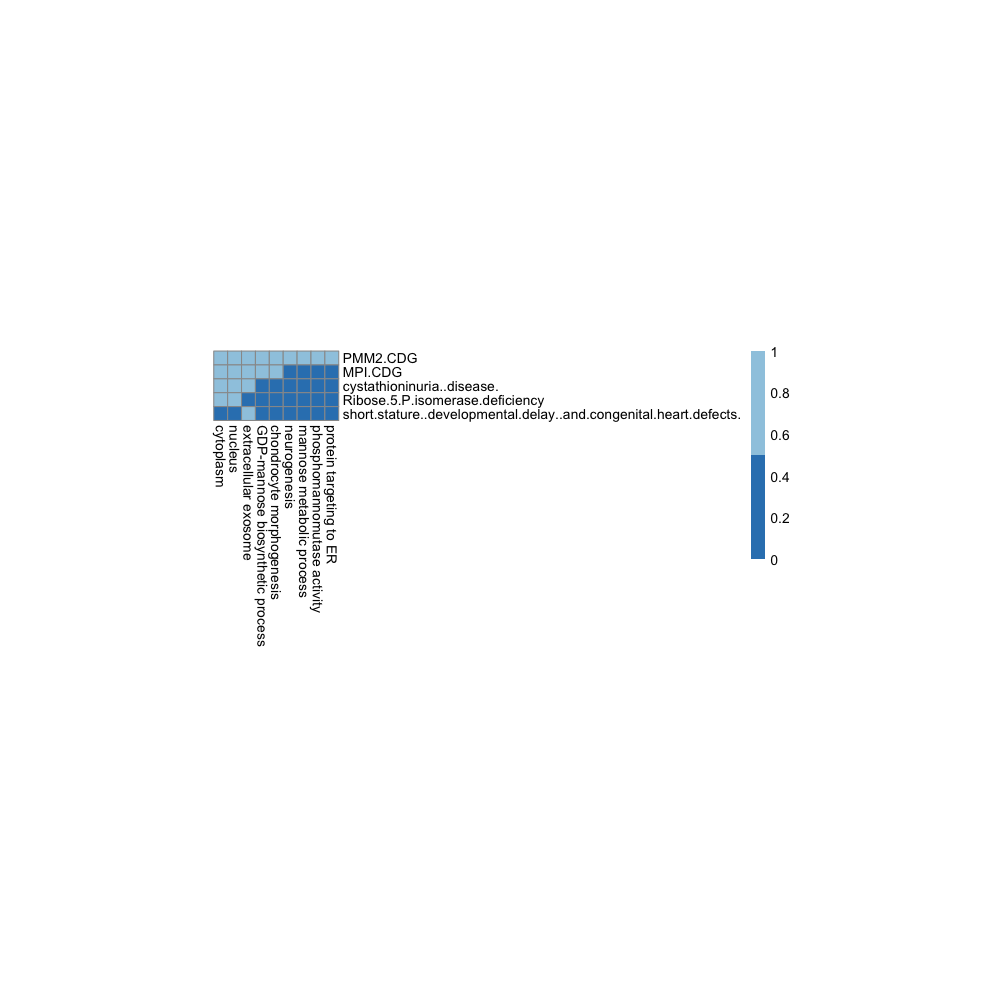 PMM2.CDG
MPI.CDG
cystathioninuria..disease.
Ribose.5.P.isomerase.deficiency
short.stature..developmental.delay..and.congenital.heart.defects.
cytoplasm
nucleus
extracellular exosome
GDP-mannose biosynthetic process
chondrocyte morphogenesis
neurogenesis
mannose metabolic process
phosphomannomutase activity
protein targeting to ER
1
0.8
0.6
0.4
0.2
0